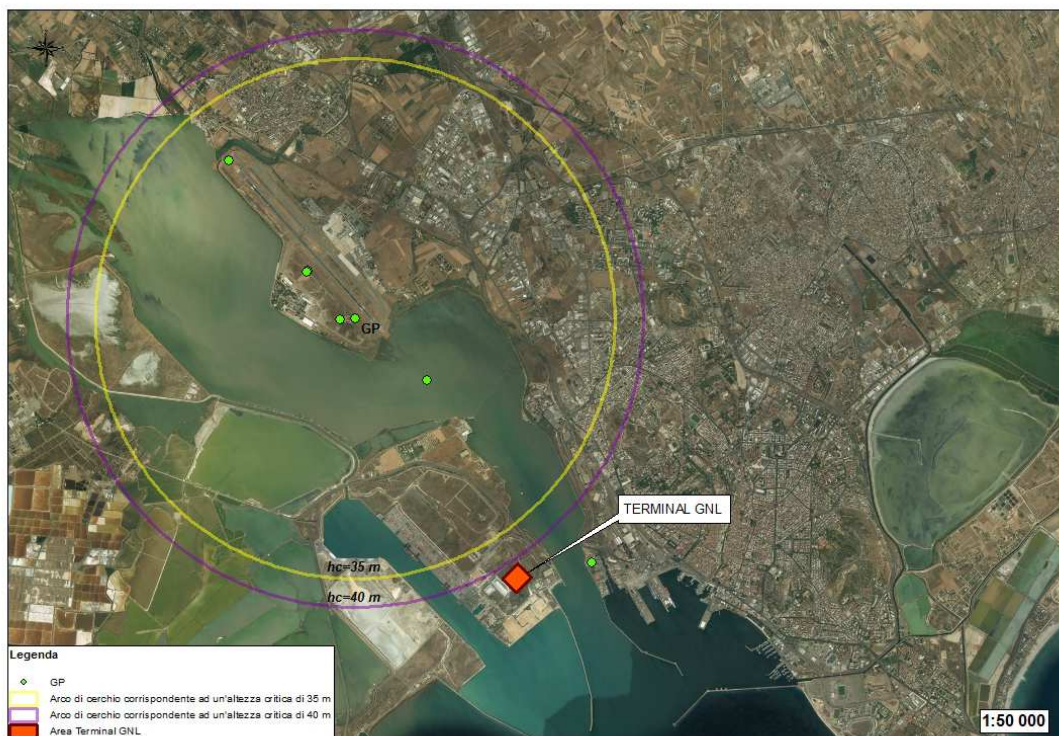 GP
TERMINAL GNL
hc=35 m
hc=40 m
Legenda
GP
Arco di cerchio corrispondente ad un'altezza critica di 35 m
Arco di cerchio corrispondente ad un'altezza critica di 40 m
Area Terminal GNL
1:50 000